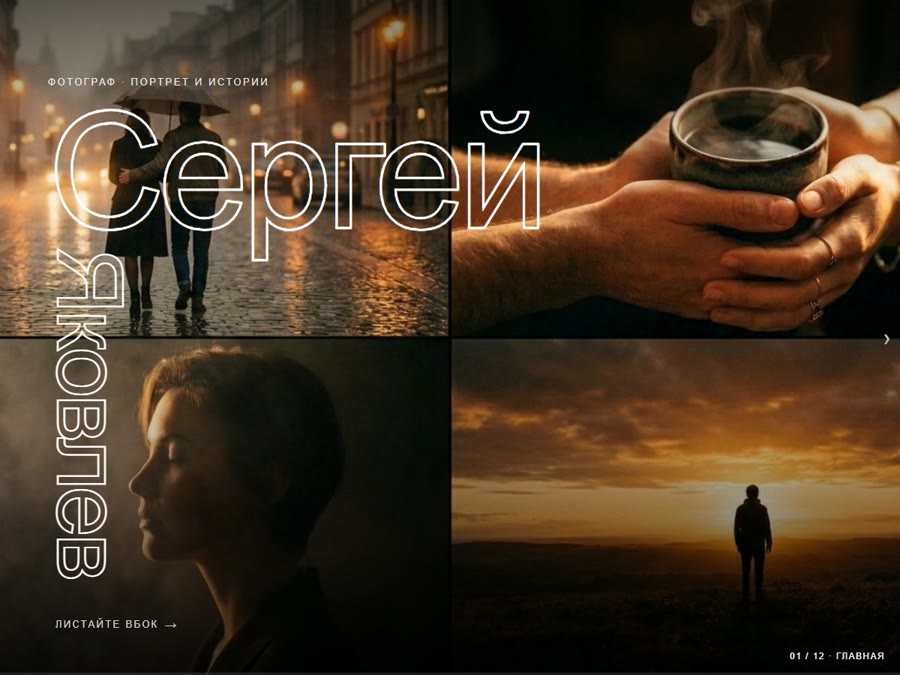 ФОТОГРАФ · ПОРТРЕТ И ИСТОРИИ
Сергей
Яковлев
ЛИСТАЙТЕ ВБОК →
01 / 12 · ГЛАВНАЯ